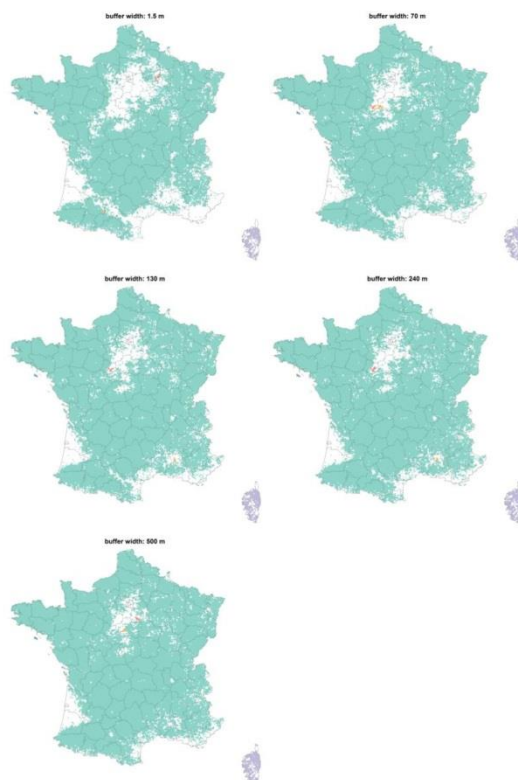 buffer width: 1.5 m
buffer width: 70 m
buffer width: 130 m
buffer width: 240 m
buffer width: 500 m